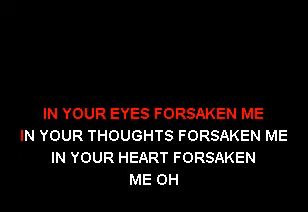 IN YOUR EYES FORSAKEN ME
IN YOUR THOUGHTS FORSAKEN ME
IN YOUR HEART FORSAKEN
ME OH